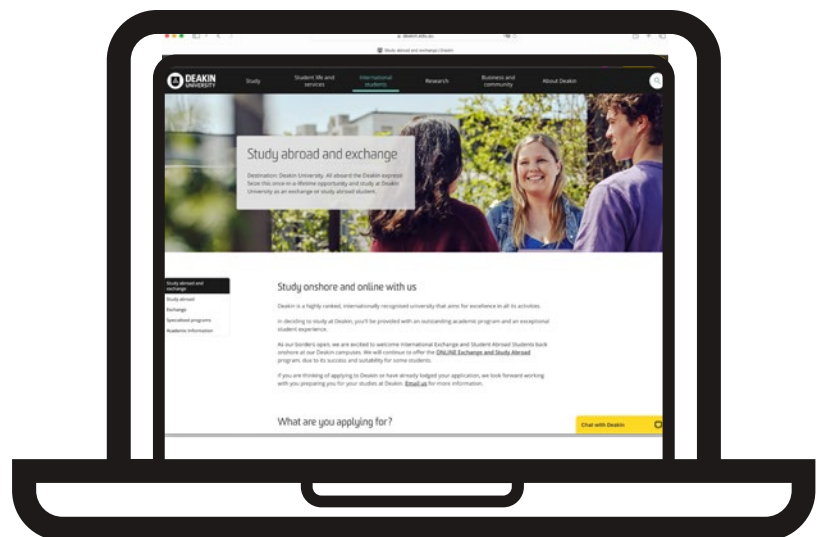 deakin.edu.au
Study abroad and exchange | Deakin
DEAKIN
UNIVERSITY
Study
Student life and
services
International
students
Research
Business and
community
About Deakin
Study abroad and exchange
Destination: Deakin University. All aboard the Deakin express
Seize this once-in-a lifetime opportunity and study at Deakin
University as an exchange or study abroad student.
Study abroad and
exchange
Study abroad
Exchange
Specialised programs
Academic information
Study onshore and online with us
Deakin is a highly ranked, internationally recognised university that aims for excellence in all its activities.
In deciding to study at Deakin, you'll be provided with an outstanding academic program and an exceptional
student experience.
As our borders open, we are excited to welcome International Exchange and Student Abroad Students back
onshore at our Deakin campuses. We will continue to offer the ONLINE Exchange and Study Abroad
program, due to its success and suitability for some students.
If you are thinking of applying to Deakin or have already lodged your application, we look forward working
with you preparing you for your studies at Deakin. Email us for more information.
What are you applying for?
Chat with Deakin